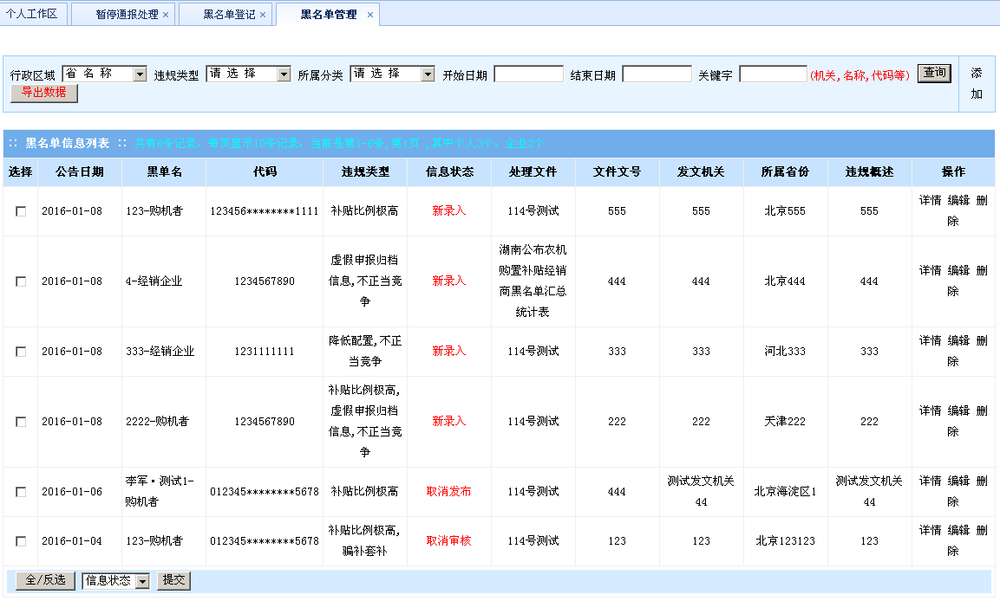 个人工作区 暂停通报处理 × 黑名单登记 × 黑名单管理 ×
行政区域 省名称 违规类型 请选择 所属分类 请选择 开始日期 结束日期 关键字 (机关,名称,代码等) 查询 添
导出数据 加
:: 黑名单信息列表 :: 共有6条记录, 每页显示10条记录, 当前是第1-6条,第1页 ,其中个人3个, 企业2个
选择 公告日期 黑单名 代码 违规类型 信息状态 处理文件 文件文号 发文机关 所属省份 违规概述 操作
2016-01-08 123-购机者 123456********1111 补贴比例极高 新录入 114号测试 555 555 北京555 555 详情 编辑 删
除
虚假申报归档
信息,不正当竞
争
湖南公布农机
购置补贴经销
商黑名单汇总
统计表
2016-01-08 4-经销企业 1234567890 新录入 444 444 北京444 444 详情 编辑 删
除
降低配置,不正
当竞争
2016-01-08 333-经销企业 1231111111 新录入 114号测试 333 333 河北333 333 详情 编辑 删
除
补贴比例极高,
虚假申报归档
信息,不正当竞
争
2016-01-08 2222-购机者 1234567890 新录入 114号测试 222 222 天津222 222 详情 编辑 删
除
李军·测试1-
购机者
2016-01-06 012345********5678 补贴比例极高 取消发布 114号测试 444 测试发文机关
44
北京海淀区1 测试发文机关
44
详情 编辑 删
除
补贴比例极高,
骗补套补
2016-01-04 123-购机者 012345********5678 取消审核 114号测试 123 123 北京123123 123 详情 编辑 删
除
全/反选 信息状态 提交